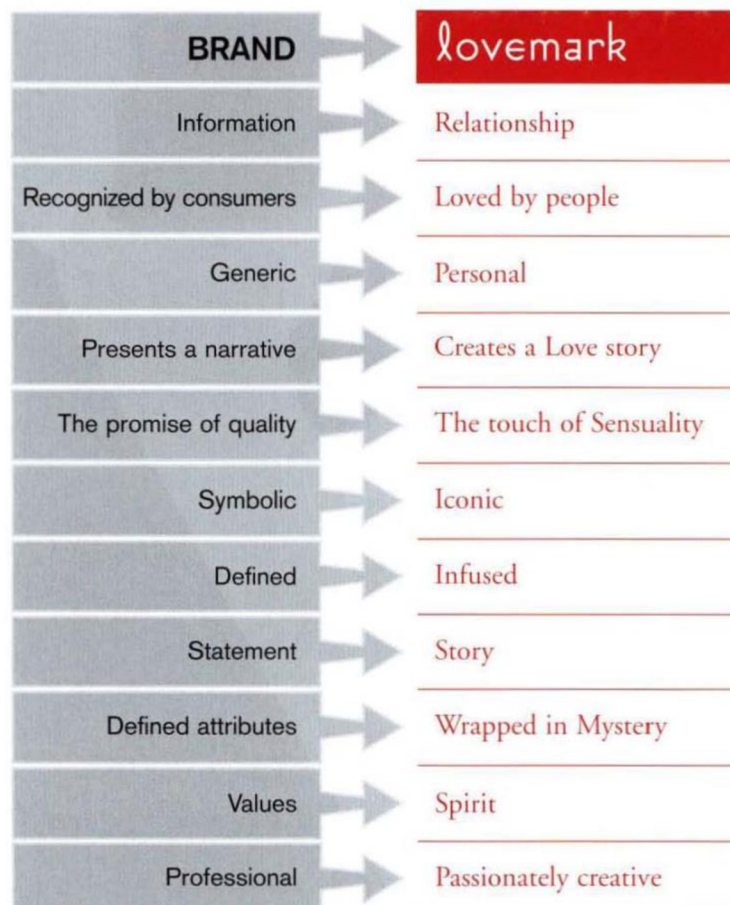 BRAND lovemark
Information Relationship
Recognized by consumers Loved by people
Generic Personal
Presents a narrative Creates a Love story
The promise of quality The touch of Sensuality
Symbolic Iconic
Defined Infused
Statement Story
Defined attributes Wrapped in Mystery
Values Spirit
Professional Passionately creative